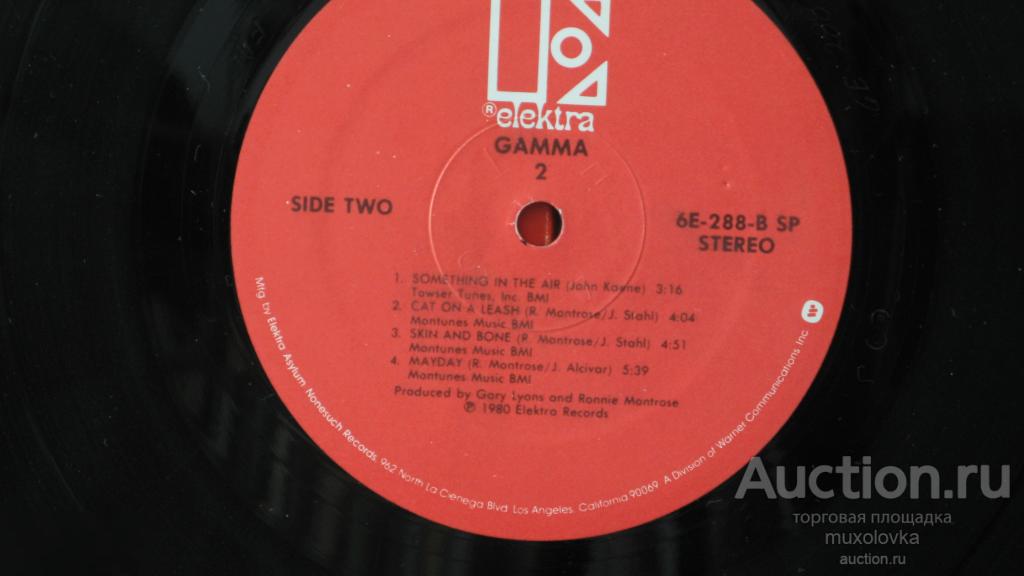 ® elektra
GAMMA
2
SIDE TWO
6E-288-B SP
STEREO
1. SOMETHING IN THE AIR (John Keene) 3:16
Towser Tunes, Inc. BMI
2. CAT ON A LEASH (R. Montrose/J. Stahl) 4:04
Montunes Music BMI
3. SKIN AND BONE (R. Montrose/J. Stahl) 4:51
Montunes Music BMI
4. MAYDAY (R. Montrose/J. Alcivar) 5:39
Montunes Music BMI
Produced by Gary Lyons and Ronnie Montrose
℗ 1980 Elektra Records
Mfg. by Elektra Asylum Nonesuch Records, 962 North La Cienega Blvd Los Angeles, California 90069 A Division of Warner Communications Inc.
Auction.ru
торговая площадка
muxolovka
auction.ru